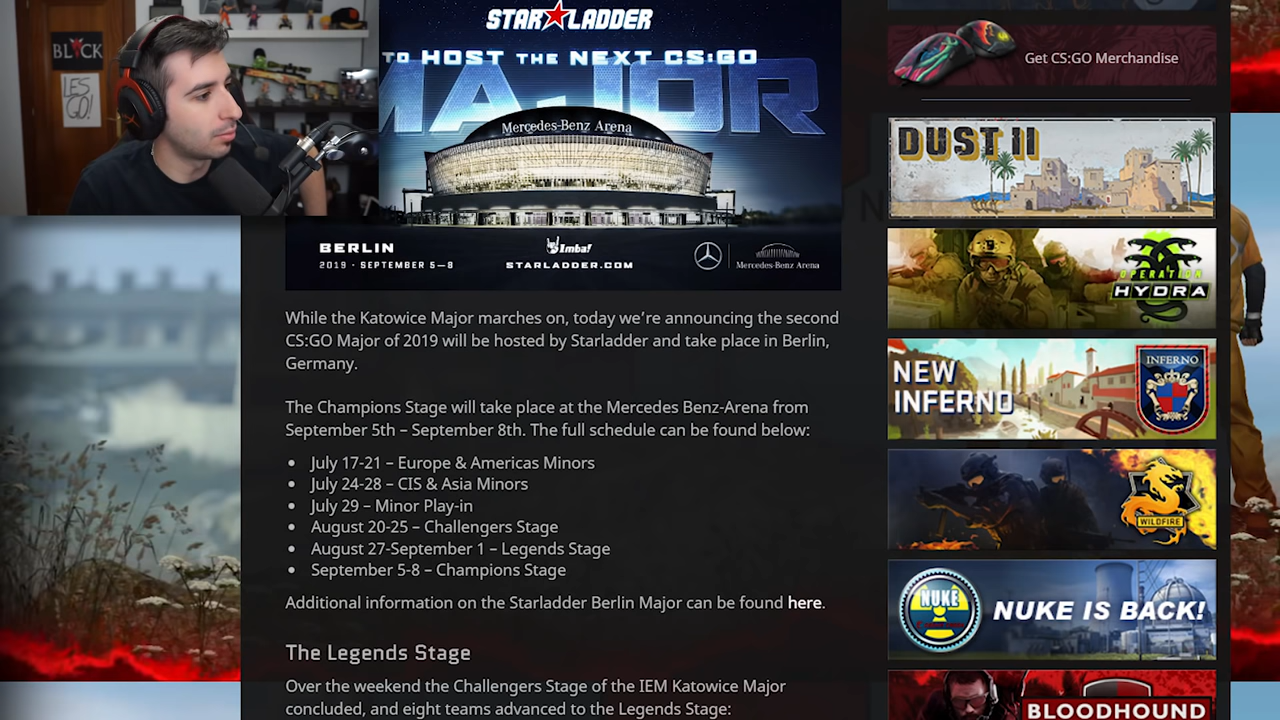 BLICK
LES
GO!
STARLADDER
TO HOST THE NEXT CS:GO
MAJOR
Mercedes-Benz Arena
BERLIN
2019 · SEPTEMBER 5–8
Imba!
STARLADDER.COM
Mercedes-Benz Arena
While the Katowice Major marches on, today we’re announcing the second
CS:GO Major of 2019 will be hosted by Starladder and take place in Berlin,
Germany.
The Champions Stage will take place at the Mercedes Benz-Arena from
September 5th – September 8th. The full schedule can be found below:
• July 17-21 – Europe & Americas Minors
• July 24-28 – CIS & Asia Minors
• July 29 – Minor Play-in
• August 20-25 – Challengers Stage
• August 27-September 1 – Legends Stage
• September 5-8 – Champions Stage
Additional information on the Starladder Berlin Major can be found here.
The Legends Stage
Over the weekend the Challengers Stage of the IEM Katowice Major
concluded, and eight teams advanced to the Legends Stage:
Get CS:GO Merchandise
DUST II
OPERATION
HYDRA
NEW
INFERNO
INFERNO
WILDFIRE
NUKE
NUKE IS BACK!
BLOODHOUND